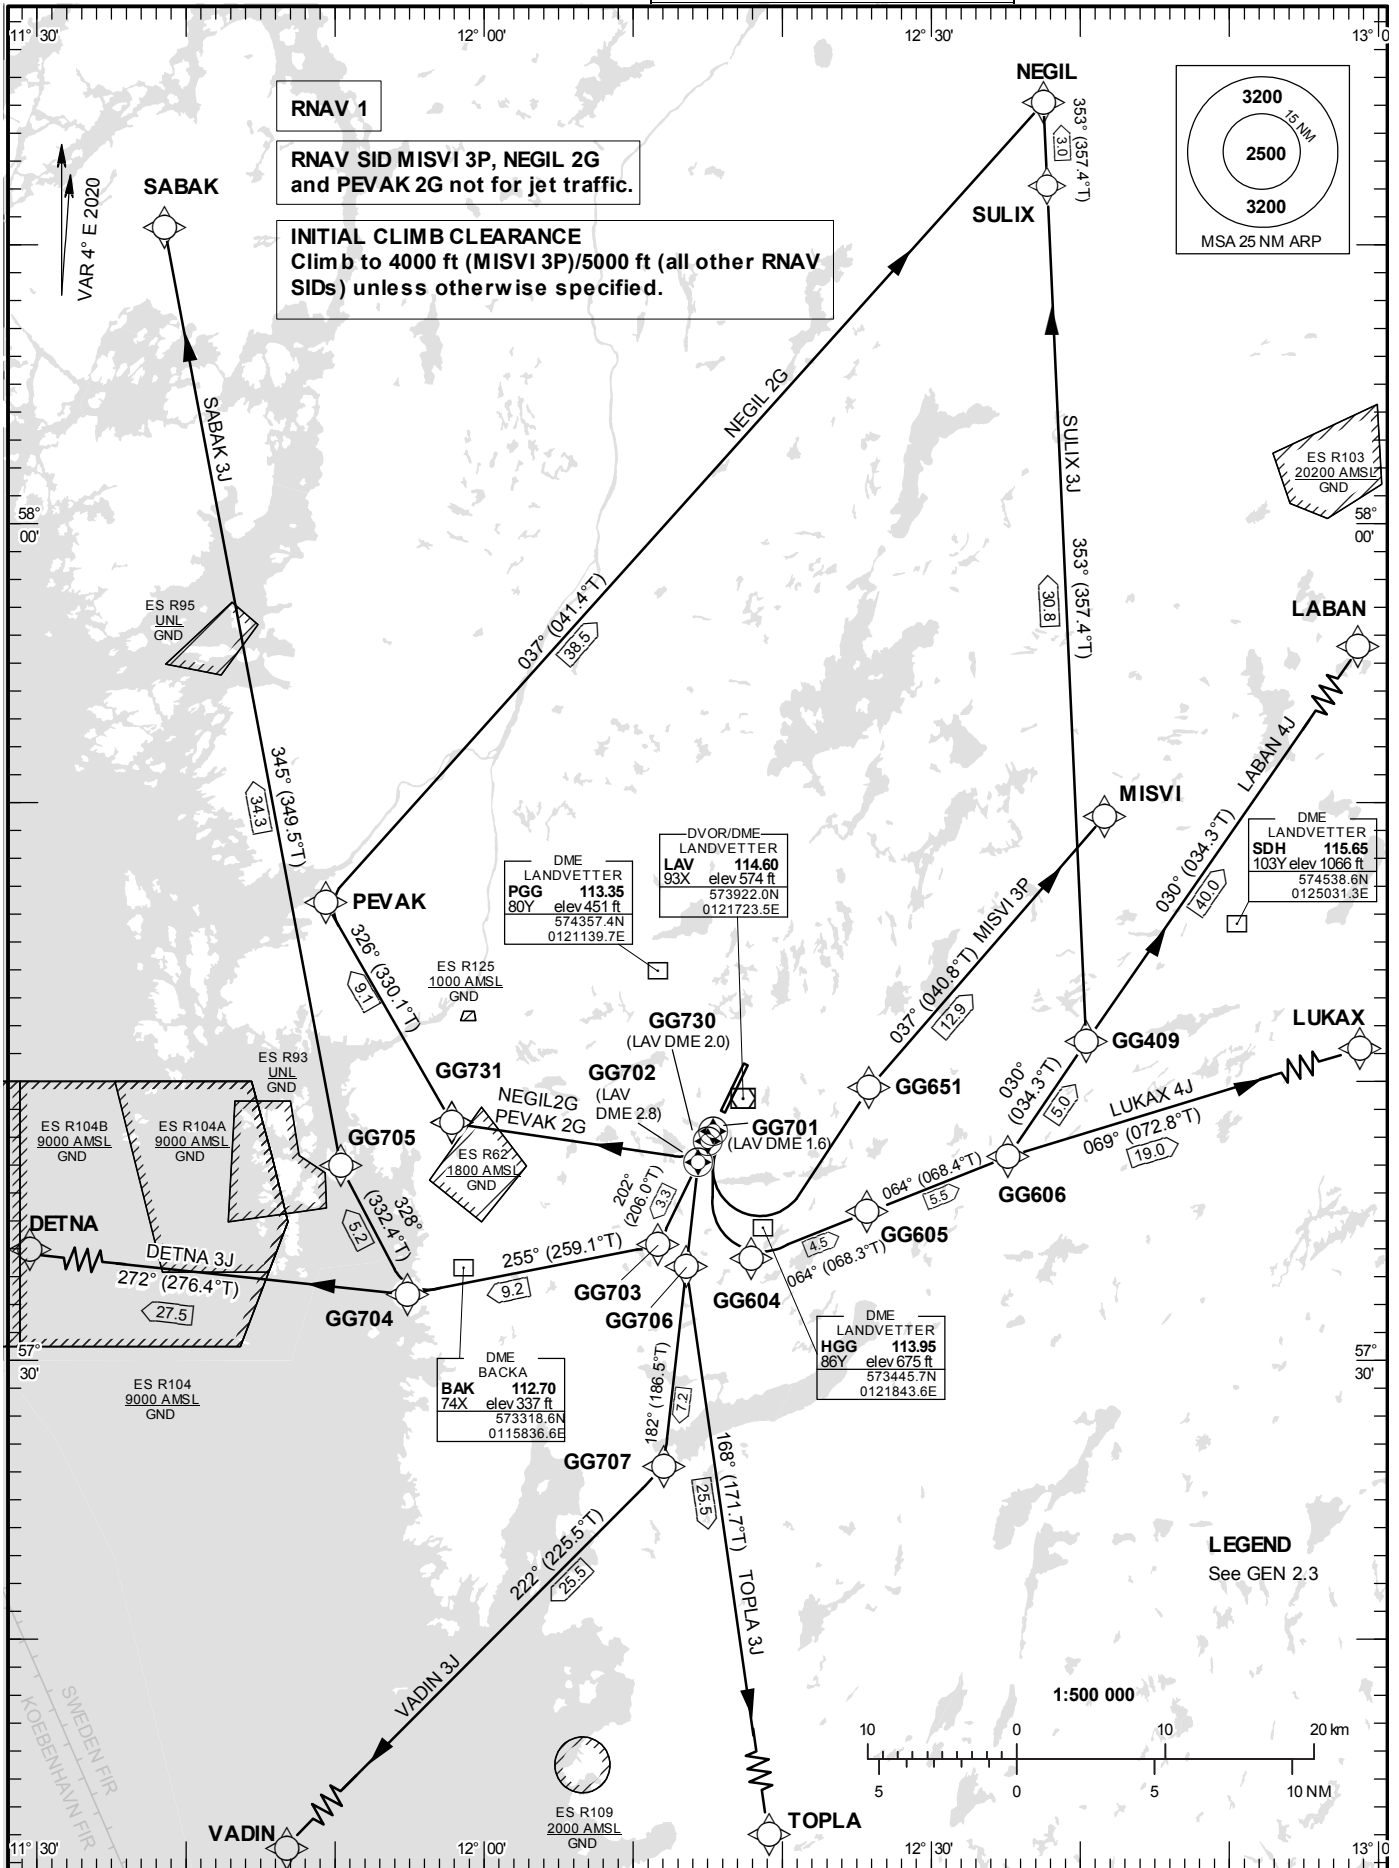 11° 30'
12° 00'
12° 30'
13° 0
RNAV 1
RNAV SID MISVI 3P, NEGIL 2G
and PEVAK 2G not for jet traffic.
INITIAL CLIMB CLEARANCE
Climb to 4000 ft (MISVI 3P)/5000 ft (all other RNAV
SIDs) unless otherwise specified.
VAR 4° E 2020
SABAK
NEGIL
353° (357.4°T)
3.0
SULIX
3200
15 NM
2500
3200
MSA 25 NM ARP
SABAK 3J
NEGIL 2G
SULIX 3J
ES R103
20200 AMSL
GND
58°
00'
58°
00'
ES R95
UNL
GND
037° (041.4°T)
38.5
353° (357.4°T)
30.8
LABAN
345° (349.5°T)
34.3
LABAN 4J
MISVI
030° (034.3°T)
40.0
DME
LANDVETTER
SDH 115.65
103Y elev 1066 ft
574538.6N
0125031.3E
DVOR/DME
LANDVETTER
LAV 114.60
93X elev 574 ft
573922.0N
0121723.5E
DME
LANDVETTER
PGG 113.35
80Y elev 451 ft
574357.4N
0121139.7E
PEVAK
326° (330.1°T)
9.1
ES R125
1000 AMSL
GND
037° (040.8°T) MISVI 3P
12.9
GG730
(LAV DME 2.0)
GG409
LUKAX
ES R93
UNL
GND
GG731
GG702
(LAV
DME 2.8)
GG651
030°
(034.3°T)
5.0
NEGIL2G
PEVAK 2G
GG701
(LAV DME 1.6)
LUKAX 4J
069° (072.8°T)
19.0
ES R104B
9000 AMSL
GND
ES R104A
9000 AMSL
GND
GG705
ES R62
1800 AMSL
GND
202°
(206.0°T)
3.3
064° (068.4°T)
5.5
GG606
GG605
DETNA
328°
(332.4°T)
5.2
DETNA 3J
272° (276.4°T)
27.5
255° (259.1°T)
9.2
4.5
064° (068.3°T)
GG704
GG703
GG706
GG604
DME
LANDVETTER
HGG 113.95
86Y elev 675 ft
573445.7N
0121843.6E
57°
30'
57°
30'
ES R104
9000 AMSL
GND
DME
BACKA
BAK 112.70
74X elev 337 ft
573318.6N
0115836.6E
182° (186.5°T)
7.2
GG707
168° (171.7°T)
25.5
TOPLA 3J
222° (225.5°T)
25.5
VADIN 3J
LEGEND
See GEN 2.3
SWEDEN FIR
KOEBENHAVN FIR
1:500 000
10 0 10 20 km
5 0 5 10 NM
ES R109
2000 AMSL
GND
VADIN
TOPLA
11° 30'
12° 00'
12° 30'
13° 0